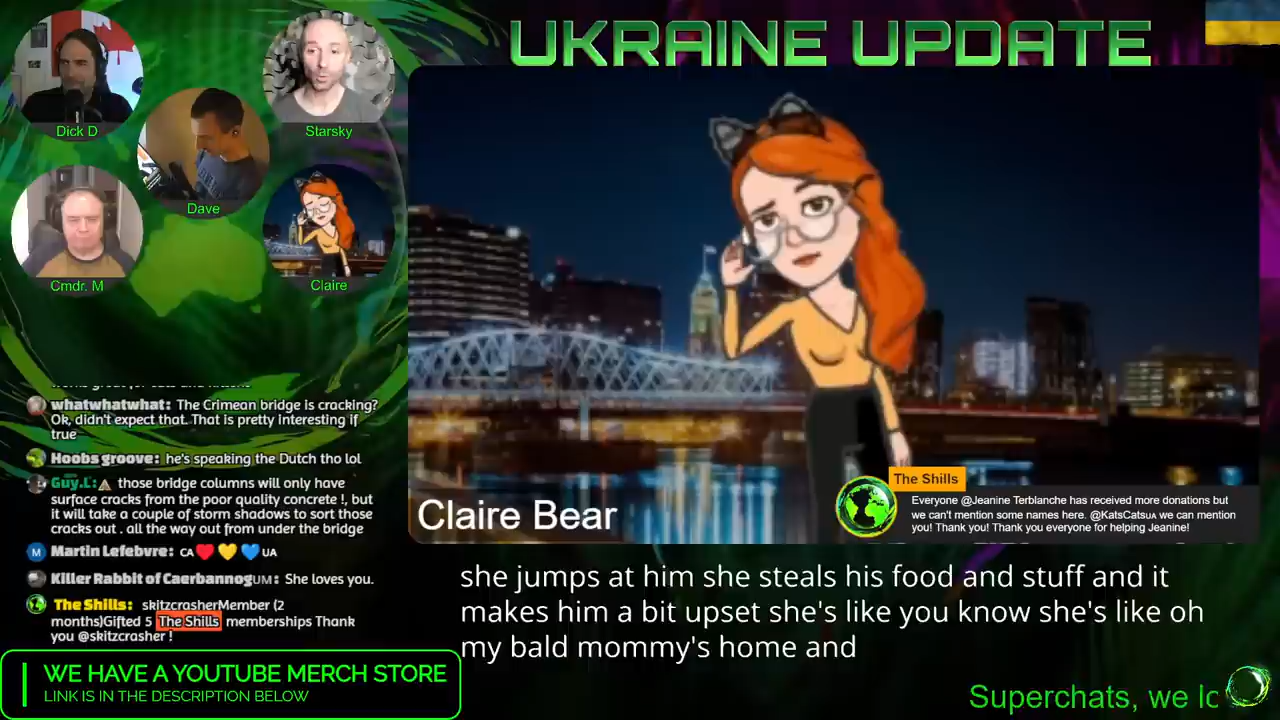 UKRAINE UPDATE
Dick D
Starsky
Dave
Cmdr. M
Claire
whatwhatwhat: The Crimean bridge is cracking?
Ok, didn't expect that. That is pretty interesting if
true
Hoobs groove: he's speaking the Dutch tho lol
Guy.L: those bridge columns will only have
surface cracks from the poor quality concrete !, but
it will take a couple of storm shadows to sort those
cracks out . all the way out from under the bridge
Martin Lefebvre: CA ❤️ 💛 💙 UA
Killer Rabbit of CaerbannogUM: She loves you.
The Shills: skitzcrasherMember (2
months)Gifted 5 The Shills memberships Thank
you @skitzcrasher !
WE HAVE A YOUTUBE MERCH STORE
LINK IS IN THE DESCRIPTION BELOW
Claire Bear
The Shills
Everyone @Jeanine Terblanche has received more donations but
we can't mention some names here. @KatsCatsUA we can mention
you! Thank you! Thank you everyone for helping Jeanine!
she jumps at him she steals his food and stuff and it
makes him a bit upset she's like you know she's like oh
my bald mommy's home and
Superchats, we lo